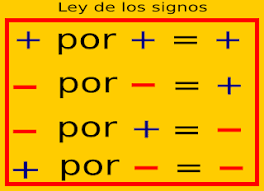 Ley de los signos
+ por + = +
− por − = +
− por + = −
+ por − = −